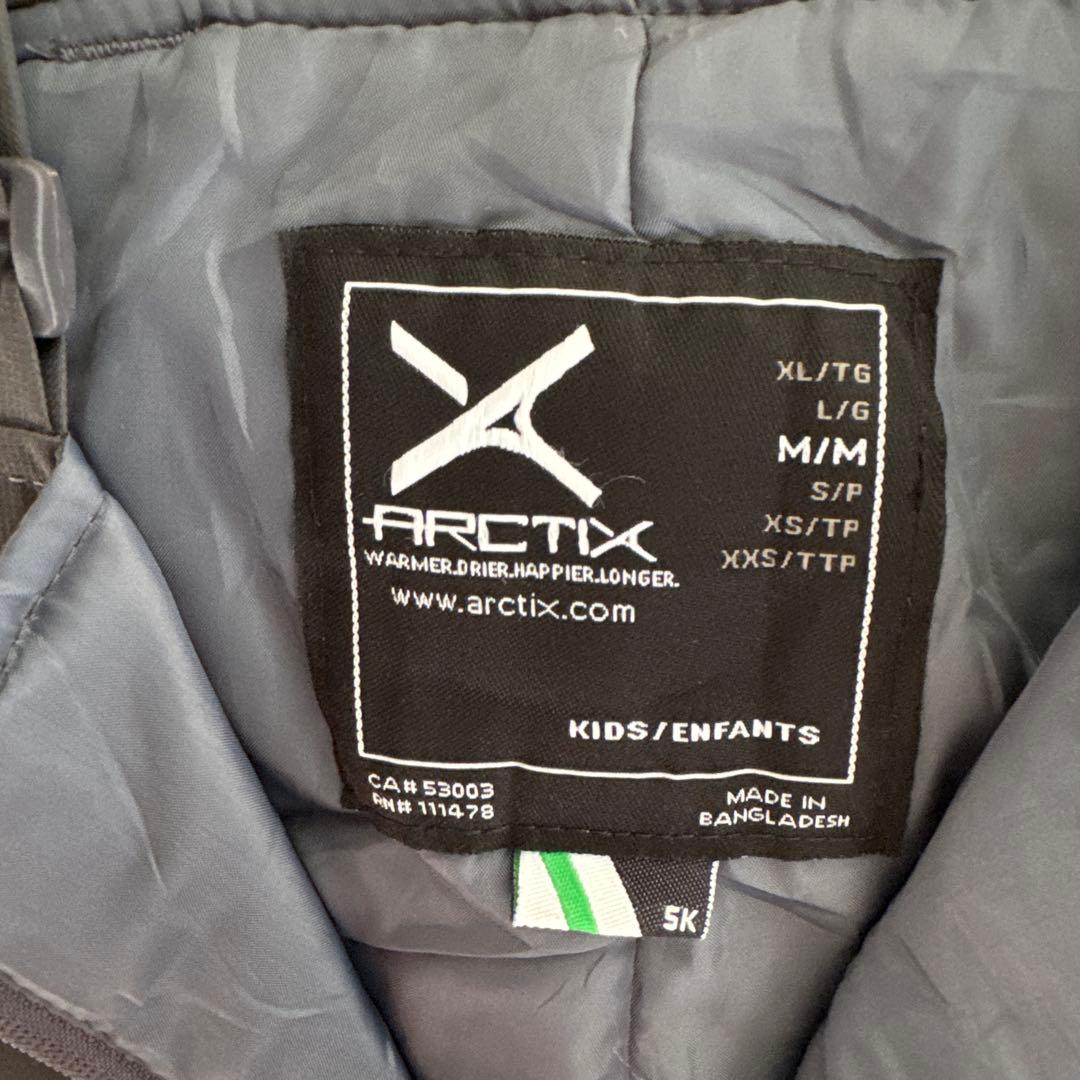 ARCTIX
WARMER.DRIER.HAPPIER.LONGER.
www.arctix.com
XL/TG
L/G
M/M
S/P
XS/TP
XXS/TTP
KIDS/ENFANTS
CA# 53003
RN# 111478
MADE IN
BANGLADESH
5K